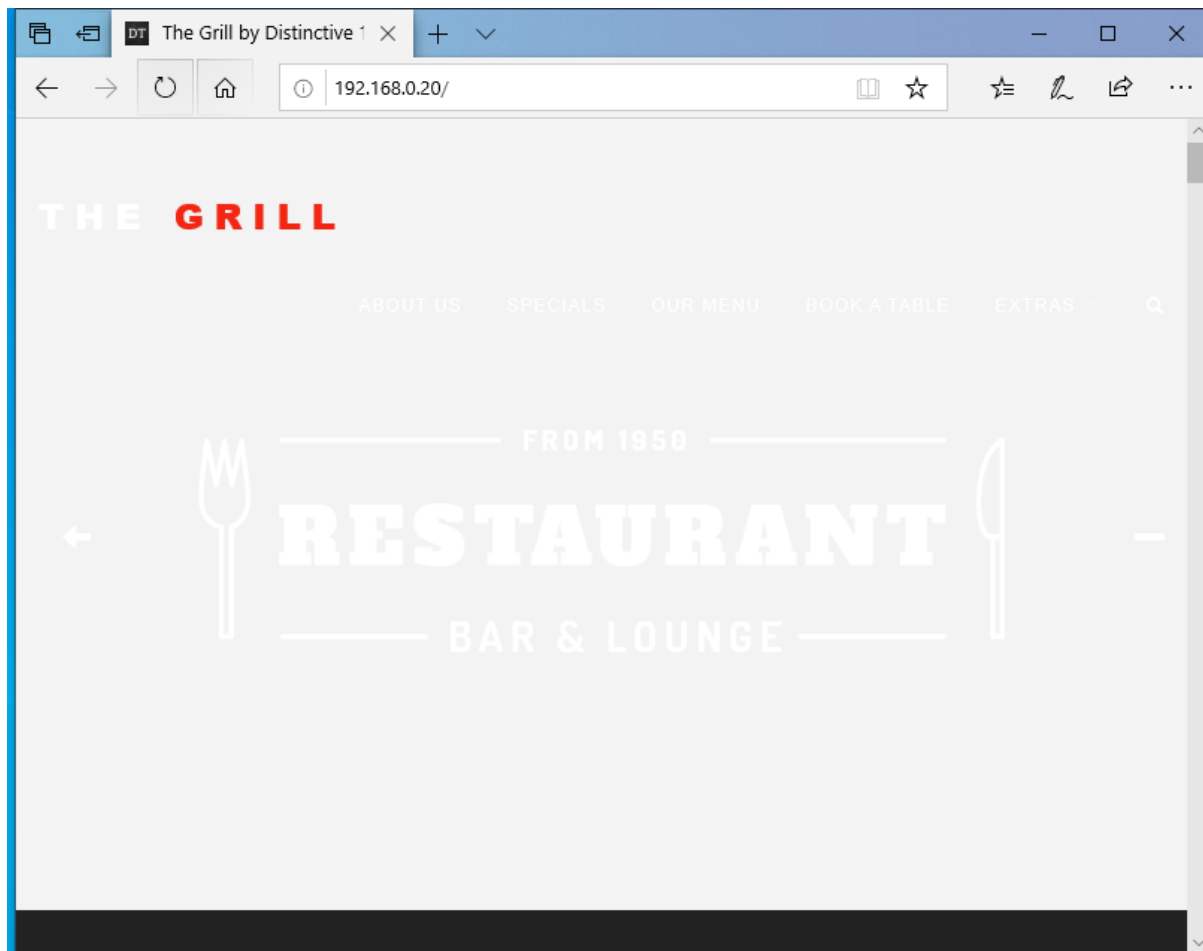 DT The Grill by Distinctive
192.168.0.20/
THE GRILL
ABOUT US SPECIALS OUR MENU BOOK A TABLE EXTRAS
FROM 1950
RESTAURANT
BAR & LOUNGE